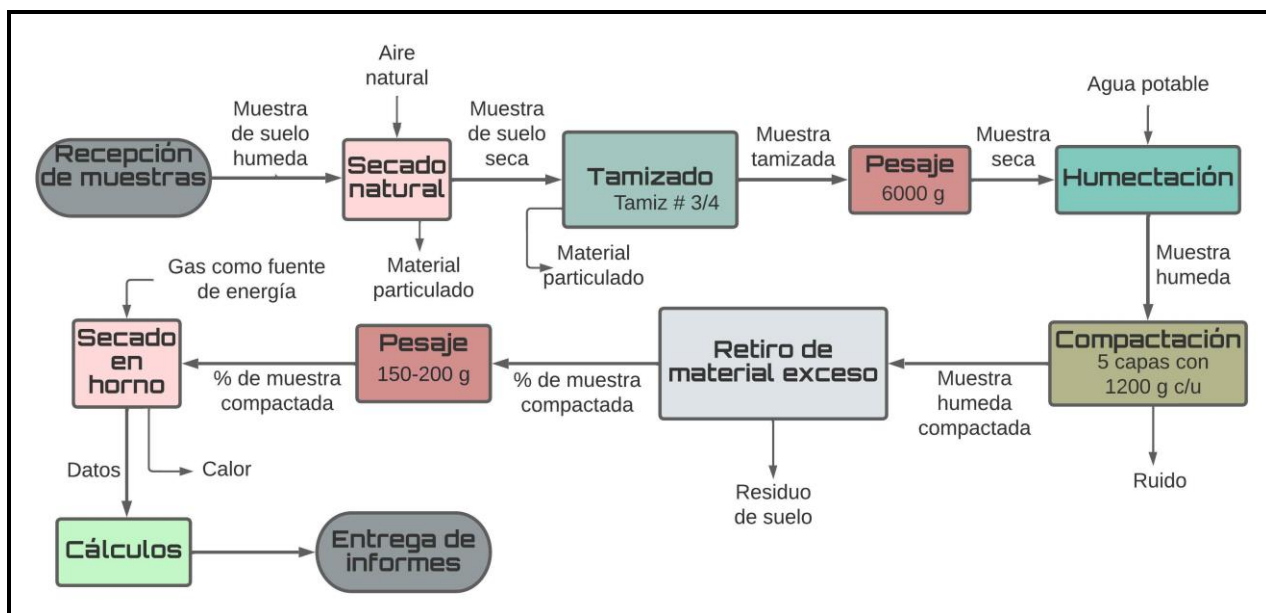 Aire
natural
Muestra
de suelo
humeda
Muestra
de suelo
seca
Muestra
tamizada
Muestra
seca
Agua potable
Recepción
de muestras
Secado
natural
Tamizado
Tamiz # 3/4
Pesaje
6000 g
Humectación
Material
particulado
Material
particulado
Muestra
humeda
Gas como fuente
de energía
Secado
en
horno
% de muestra
compactada
Pesaje
150-200 g
% de muestra
compactada
Retiro de
material exceso
Muestra
humeda
compactada
Compactación
5 capas con
1200 g c/u
Datos
Calor
Residuo
de suelo
Ruido
Cálculos
Entrega de
informes